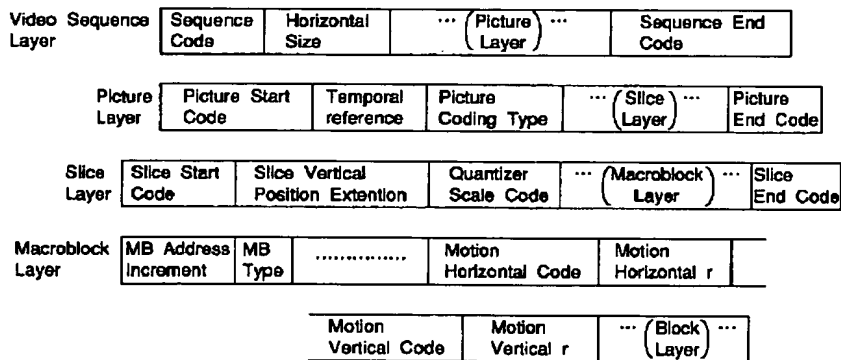 Video Sequence Layer
Sequence Code
Horizontal Size
... (Picture Layer) ...
Sequence End Code
Picture Layer
Picture Start Code
Temporal reference
Picture Coding Type
... (Slice Layer) ...
Picture End Code
Slice Layer
Slice Start Code
Slice Vertical Position Extention
Quantizer Scale Code
... (Macroblock Layer) ...
Slice End Code
Macroblock Layer
MB Address Increment
MB Type
...............
Motion Horizontal Code
Motion Horizontal r
Motion Vertical Code
Motion Vertical r
... (Block Layer) ...